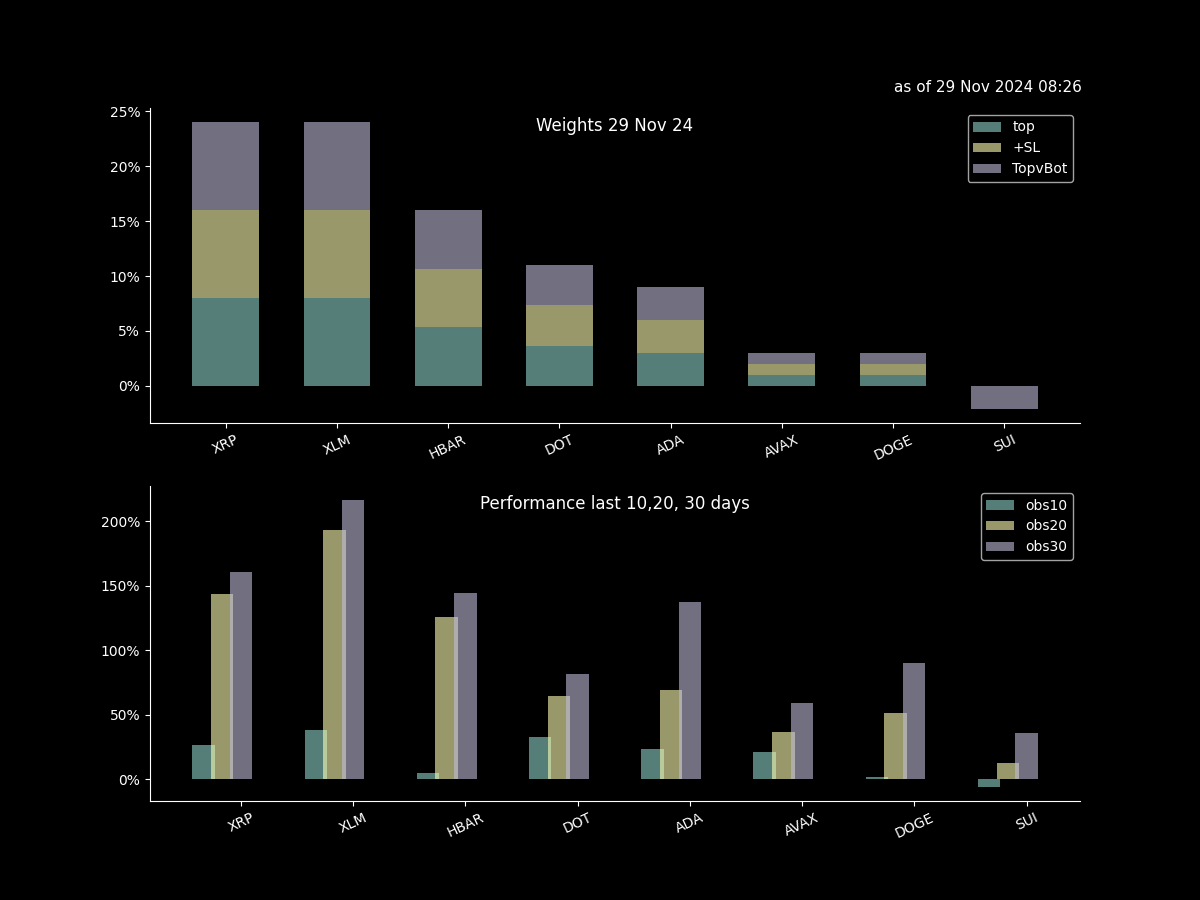 as of 29 Nov 2024 08:26
Weights 29 Nov 24
top
+SL
TopvBot
25%
20%
15%
10%
5%
0%
XRP XLM HBAR DOT ADA AVAX DOGE SUI
Performance last 10,20, 30 days
obs10
obs20
obs30
200%
150%
100%
50%
0%
XRP XLM HBAR DOT ADA AVAX DOGE SUI